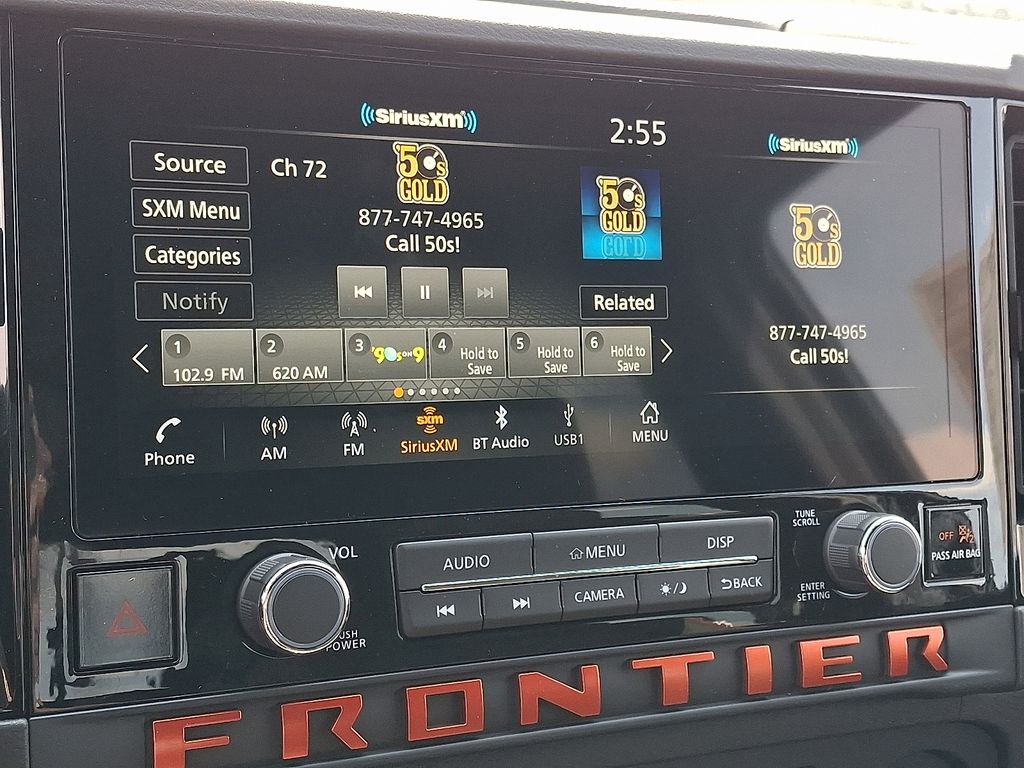 SiriusXM
2:55
SiriusXM
Source
Ch 72
'50s
GOLD
'50s
GOLD
'50s
GOLD
SXM Menu
877-747-4965
Call 50s!
Categories
Notify
Related
877-747-4965
Call 50s!
1
102.9 FM
2
620 AM
3
'90s ON 9
4
Hold to
Save
5
Hold to
Save
6
Hold to
Save
Phone
AM
FM
sxm
SiriusXM
BT Audio
USB1
MENU
VOL
PUSH
POWER
AUDIO
MENU
DISP
CAMERA
BACK
TUNE
SCROLL
ENTER
SETTING
OFF
PASS AIR BAG
FRONTIER